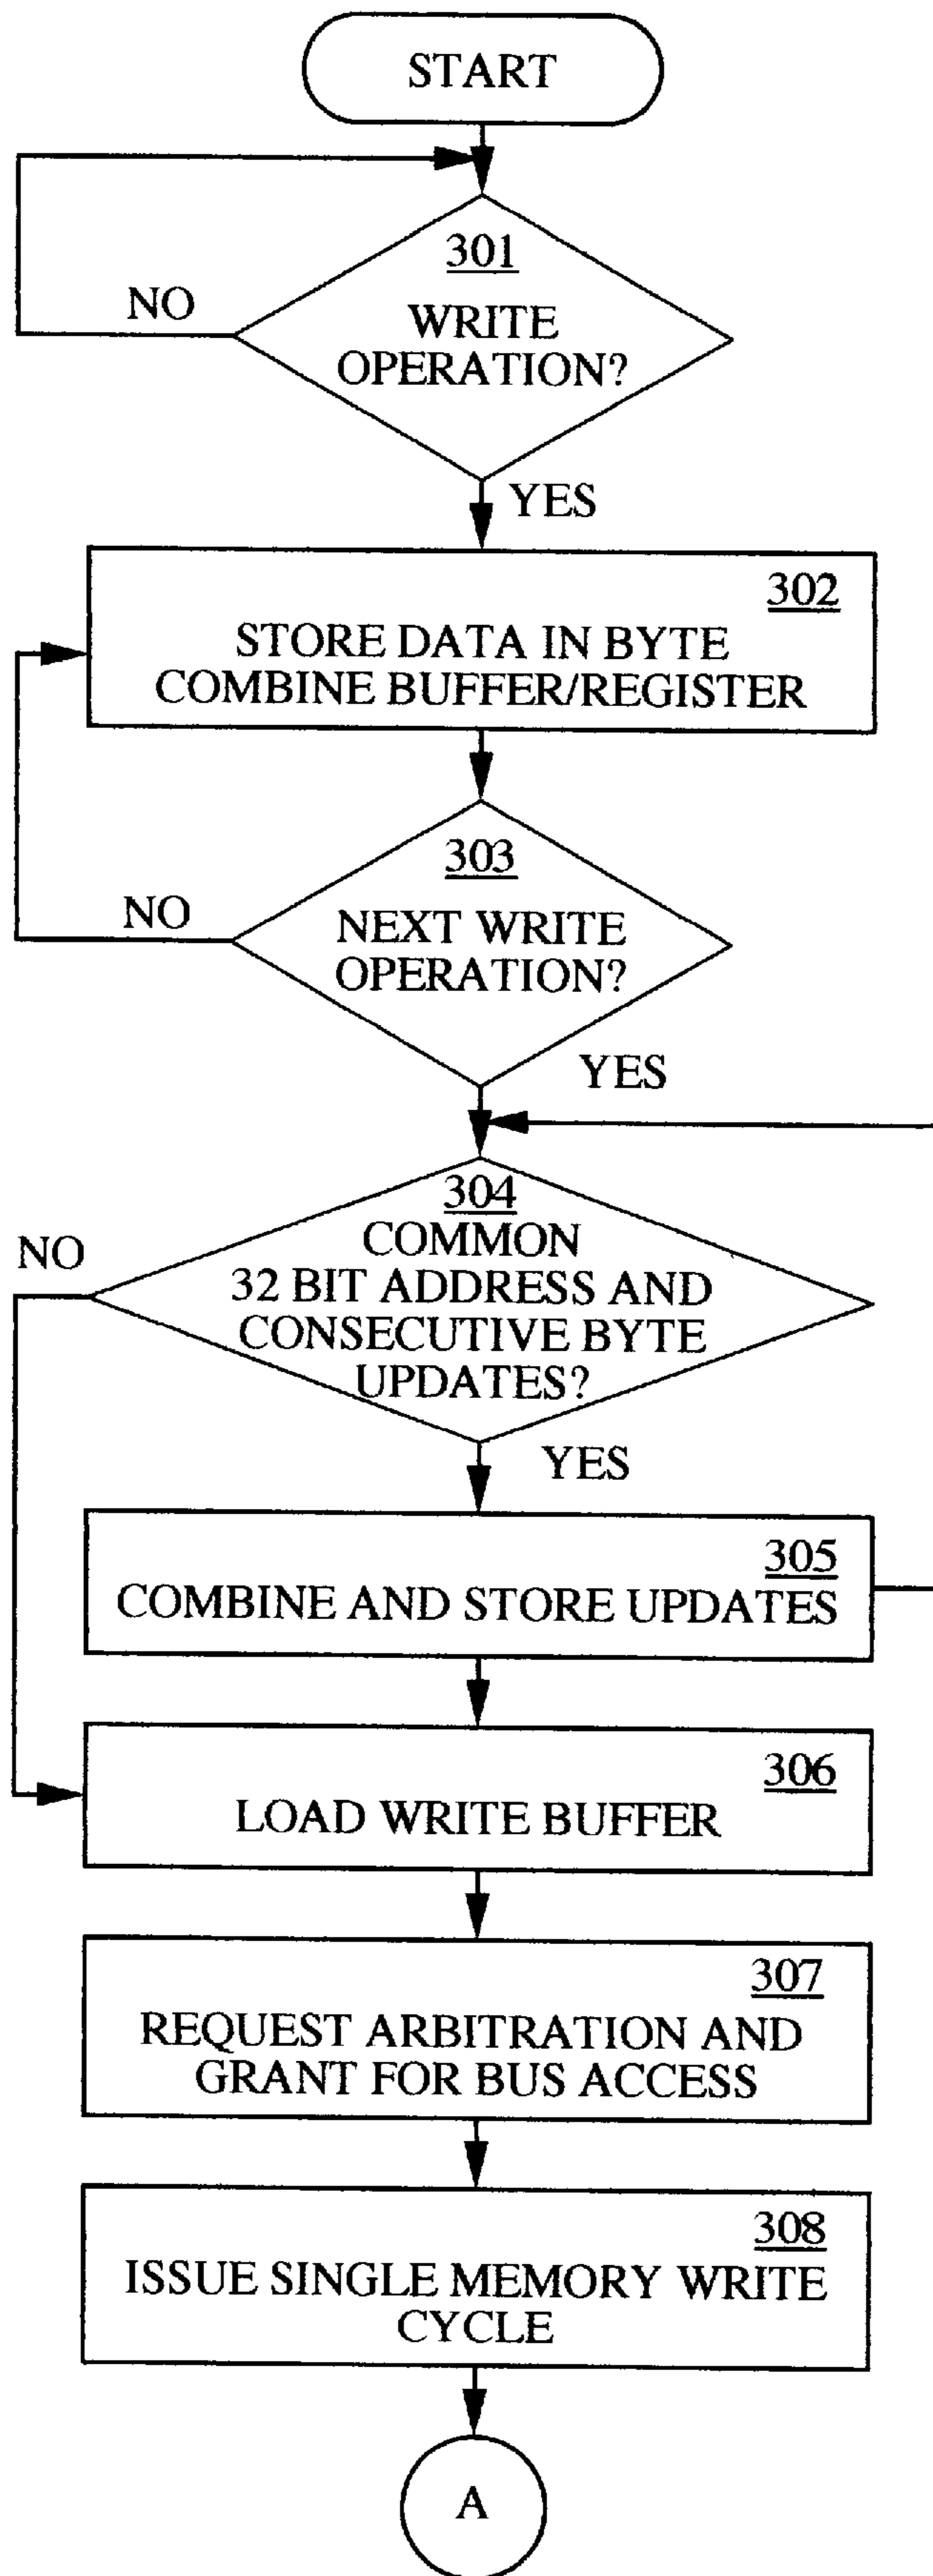 START
301
NO
WRITE
OPERATION?
YES
302
STORE DATA IN BYTE
COMBINE BUFFER/REGISTER
303
NO
NEXT WRITE
OPERATION?
YES
304
NO
COMMON
32 BIT ADDRESS AND
CONSECUTIVE BYTE
UPDATES?
YES
305
COMBINE AND STORE UPDATES
306
LOAD WRITE BUFFER
307
REQUEST ARBITRATION AND
GRANT FOR BUS ACCESS
308
ISSUE SINGLE MEMORY WRITE
CYCLE
A